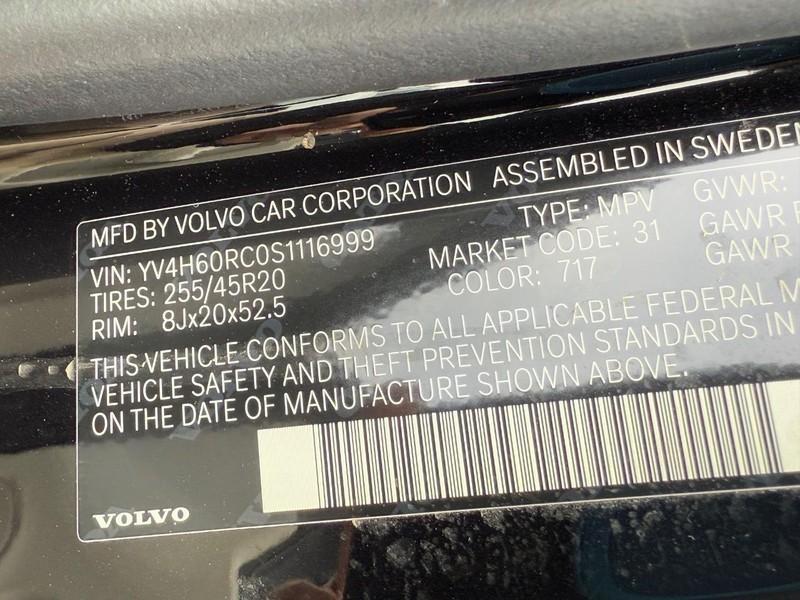 MFD BY VOLVO CAR CORPORATION ASSEMBLED IN SWEDEN
VIN: YV4H60RC0S1116999 TYPE: MPV GVWR:
TIRES: 255/45R20 MARKET CODE: 31 GAWR
RIM: 8Jx20x52.5 COLOR: 717 GAWR
THIS VEHICLE CONFORMS TO ALL APPLICABLE FEDERAL M
VEHICLE SAFETY AND THEFT PREVENTION STANDARDS IN
ON THE DATE OF MANUFACTURE SHOWN ABOVE.
VOLVO